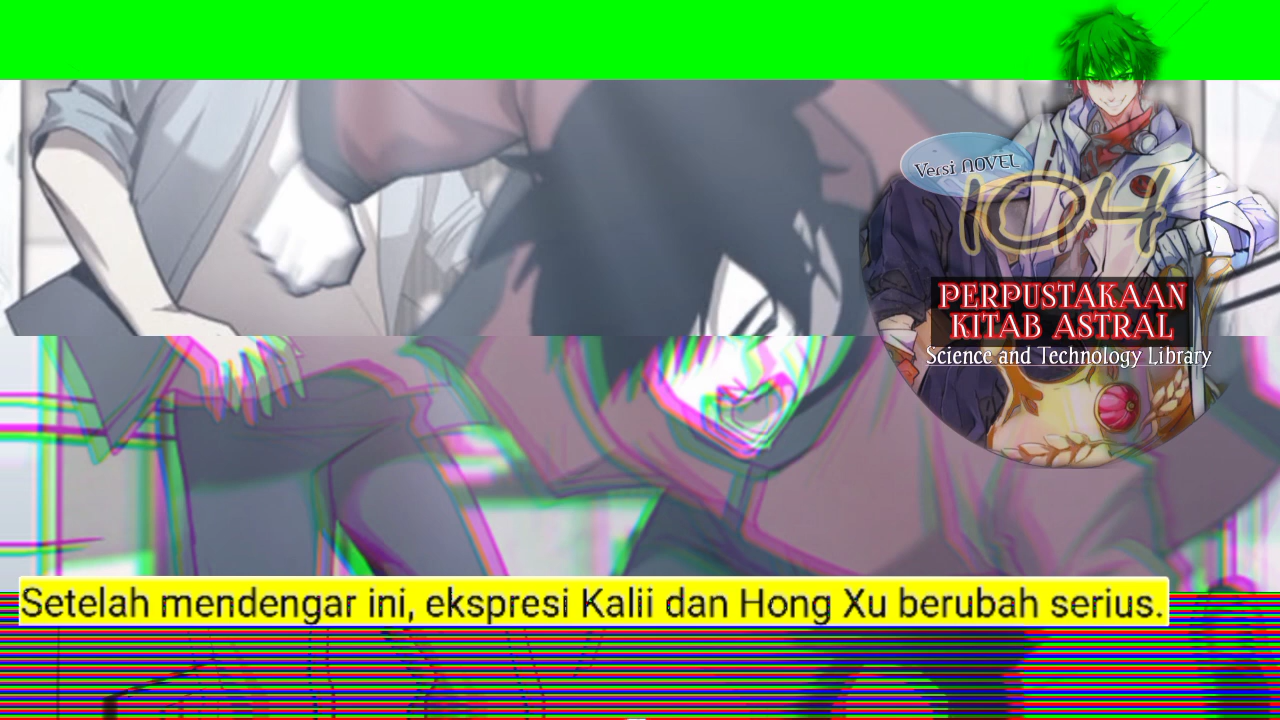 Versi NOVEL
104
PERPUSTAKAAN
KITAB ASTRAL
Science and Technology Library
Setelah mendengar ini, ekspresi Kalii dan Hong Xu berubah serius.